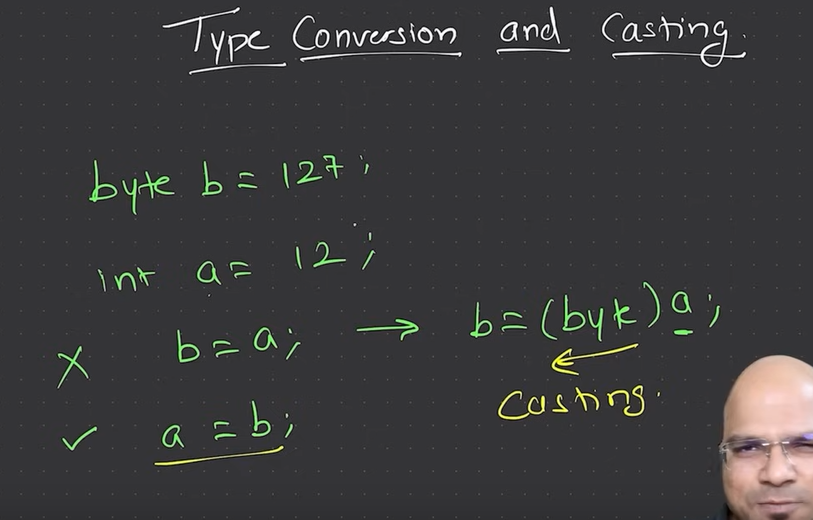 Type Conversion and Casting.
byte b = 127;
int a = 12;
X b = a; → b = (byte) a;
✓ a = b;
Casting.